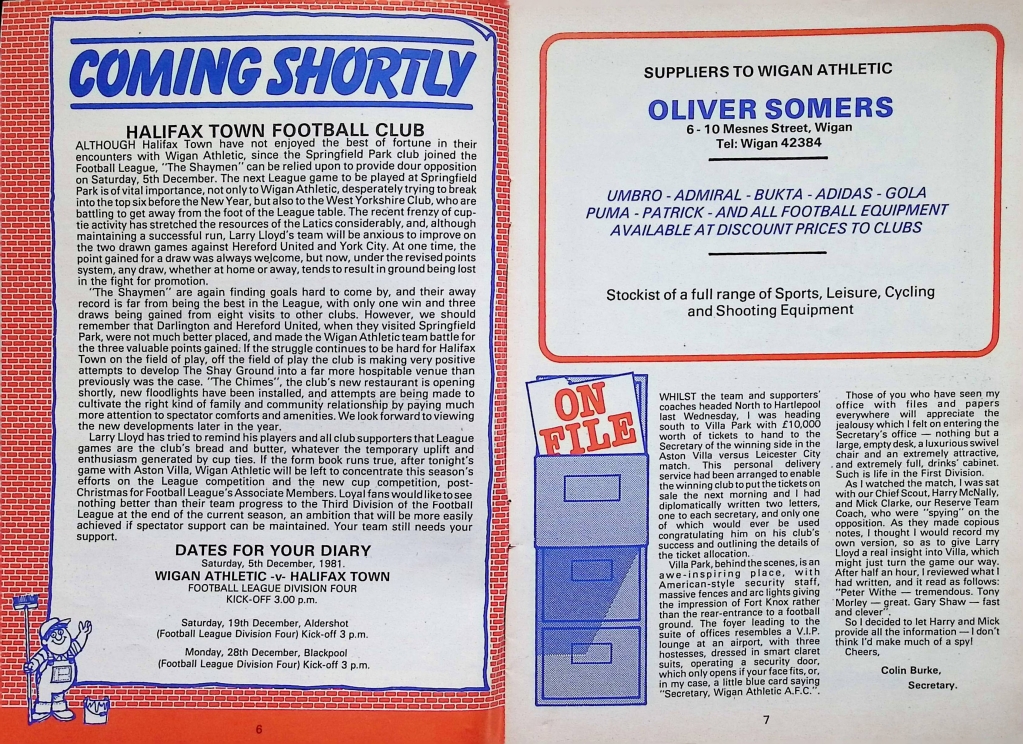 COMING SHORTLY
HALIFAX TOWN FOOTBALL CLUB
ALTHOUGH Halifax Town have not enjoyed the best of fortune in their
encounters with Wigan Athletic, since the Springfield Park club joined the
Football League, "The Shaymen" can be relied upon to provide dour opposition
on Saturday, 5th December. The next League game to be played at Springfield
Park is of vital importance, not only to Wigan Athletic, desperately trying to break
into the top six before the New Year, but also to the West Yorkshire Club, who are
battling to get away from the foot of the League table. The recent frenzy of cup-
tie activity has stretched the resources of the Latics considerably, and, although
maintaining a successful run, Larry Lloyd's team will be anxious to improve on
the two drawn games against Hereford United and York City. At one time, the
point gained for a draw was always welcome, but now, under the revised points
system, any draw, whether at home or away, tends to result in ground being lost
in the fight for promotion.
"The Shaymen" are again finding goals hard to come by, and their away
record is far from being the best in the League, with only one win and three
draws being gained from eight visits to other clubs. However, we should
remember that Darlington and Hereford United, when they visited Springfield
Park, were not much better placed, and made the Wigan Athletic team battle for
the three valuable points gained. If the struggle continues to be hard for Halifax
Town on the field of play, off the field of play the club is making very positive
attempts to develop The Shay Ground into a far more hospitable venue than
previously was the case. "The Chimes", the club's new restaurant is opening
shortly, new floodlights have been installed, and attempts are being made to
cultivate the right kind of family and community relationship by paying much
more attention to spectator comforts and amenities. We look forward to viewing
the new developments later in the year.
Larry Lloyd has tried to remind his players and all club supporters that League
games are the club's bread and butter, whatever the temporary uplift and
enthusiasm generated by cup ties. If the form book runs true, after tonight's
game with Aston Villa, Wigan Athletic will be left to concentrate this season's
efforts on the League competition and the new cup competition, post-
Christmas for Football League's Associate Members. Loyal fans would like to see
nothing better than their team progress to the Third Division of the Football
League at the end of the current season, an ambition that will be more easily
achieved if spectator support can be maintained. Your team still needs your
support.
DATES FOR YOUR DIARY
Saturday, 5th December, 1981.
WIGAN ATHLETIC -v- HALIFAX TOWN
FOOTBALL LEAGUE DIVISION FOUR
KICK-OFF 3.00 p.m.
Saturday, 19th December, Aldershot
(Football League Division Four) Kick-off 3 p.m.
Monday, 28th December, Blackpool
(Football League Division Four) Kick-off 3 p.m.
6
SUPPLIERS TO WIGAN ATHLETIC
OLIVER SOMERS
6 - 10 Mesnes Street, Wigan
Tel: Wigan 42384
UMBRO - ADMIRAL - BUKTA - ADIDAS - GOLA
PUMA - PATRICK - AND ALL FOOTBALL EQUIPMENT
AVAILABLE AT DISCOUNT PRICES TO CLUBS
Stockist of a full range of Sports, Leisure, Cycling
and Shooting Equipment
ON
FILE
WHILST the team and supporters'
coaches headed North to Hartlepool
last Wednesday, I was heading
south to Villa Park with £10,000
worth of tickets to hand to the
Secretary of the winning side in the
Aston Villa versus Leicester City
match. This personal delivery
service had been arranged to enable
the winning club to put the tickets on
sale the next morning and I had
diplomatically written two letters,
one to each secretary, and only one
of which would ever be used
congratulating him on his club's
success and outlining the details of
the ticket allocation.
Villa Park, behind the scenes, is an
awe-inspiring place, with
American-style security staff,
massive fences and arc lights giving
the impression of Fort Knox rather
than the rear-entrance to a football
ground. The foyer leading to the
suite of offices resembles a V.I.P.
lounge at an airport, with three
hostesses, dressed in smart claret
suits, operating a security door,
which only opens if your face fits, or,
in my case, a little blue card saying
"Secretary, Wigan Athletic A.F.C.".
Those of you who have seen my
office with files and papers
everywhere will appreciate the
jealousy which I felt on entering the
Secretary's office — nothing but a
large, empty desk, a luxurious swivel
chair and an extremely attractive,
and extremely full, drinks' cabinet.
Such is life in the First Division.
As I watched the match, I was sat
with our Chief Scout, Harry McNally,
and Mick Clarke, our Reserve Team
Coach, who were "spying" on the
opposition. As they made copious
notes, I thought I would record my
own version, so as to give Larry
Lloyd a real insight into Villa, which
might just turn the game our way.
After half an hour, I reviewed what I
had written, and it read as follows:
"Peter Withe — tremendous. Tony
Morley — great. Gary Shaw — fast
and clever".
So I decided to let Harry and Mick
provide all the information — I don't
think I'd make much of a spy!
Cheers,
Colin Burke,
Secretary.
7